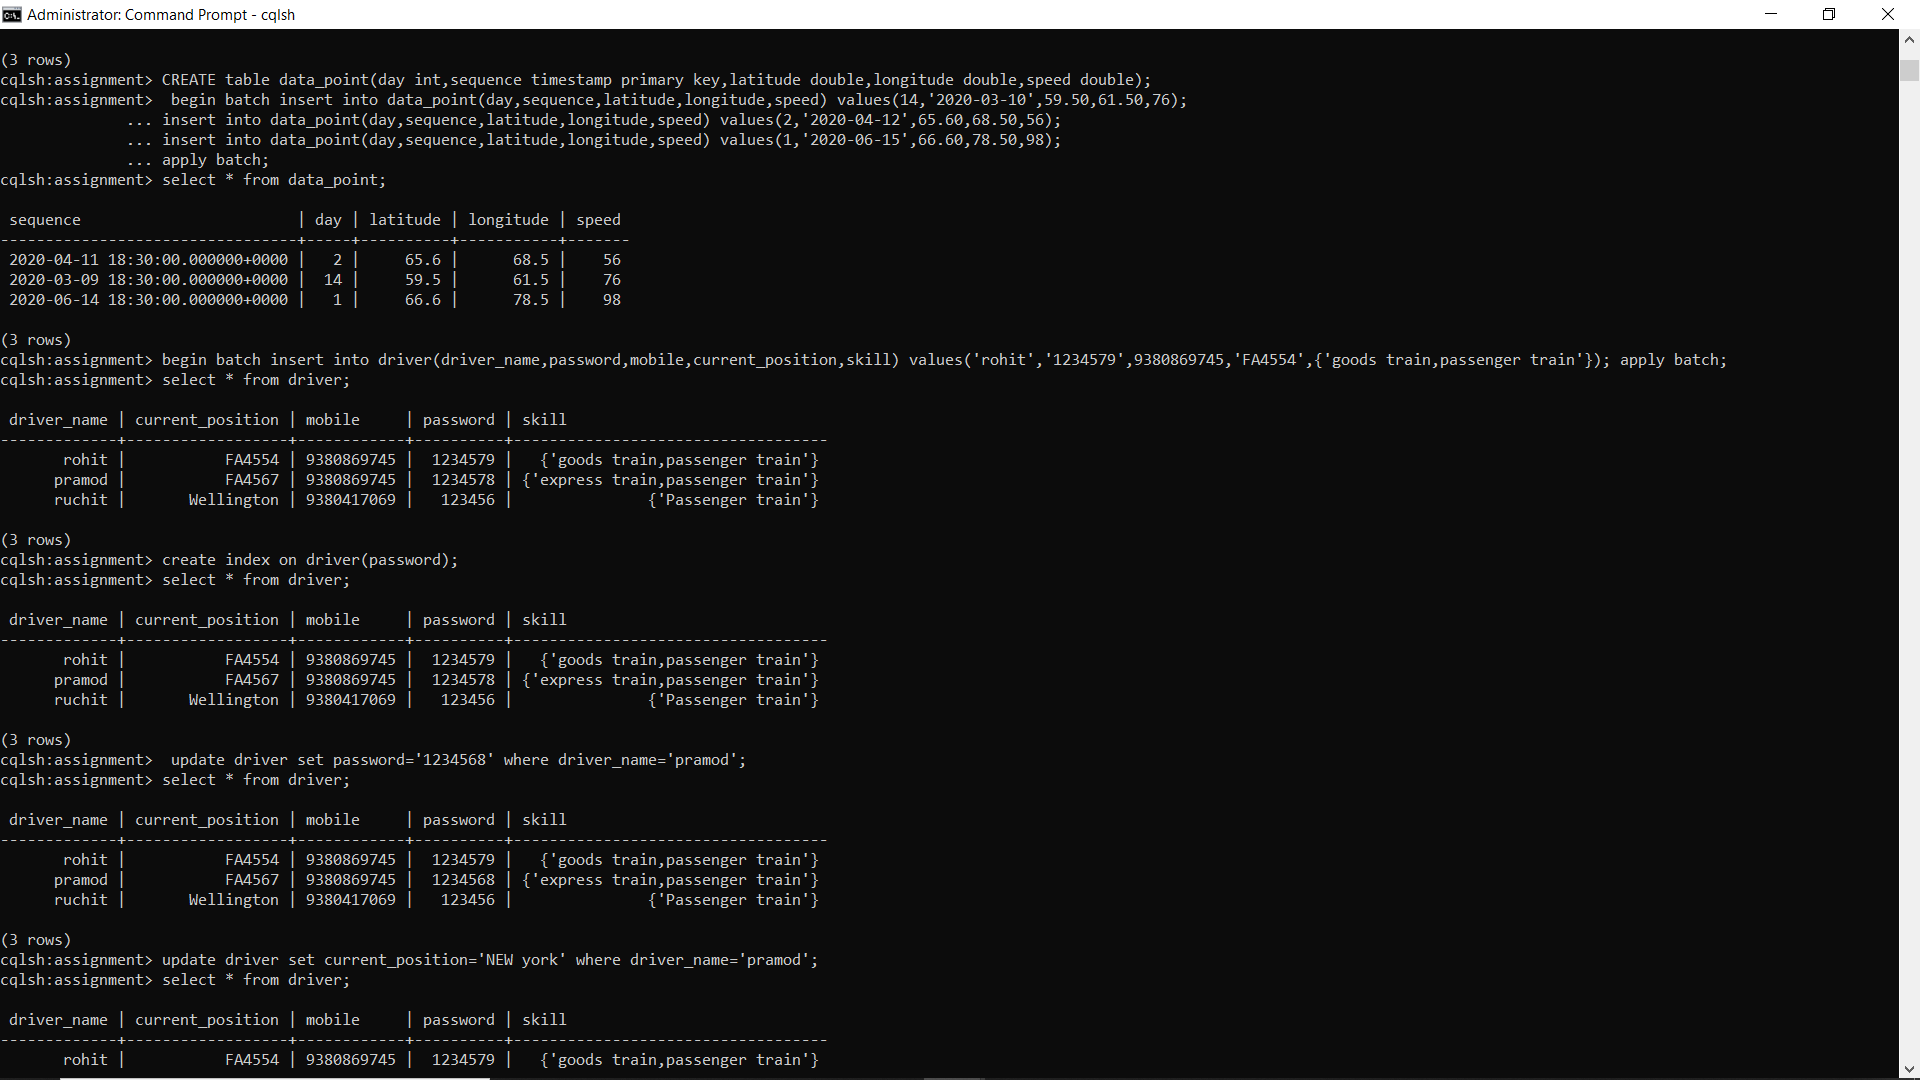 Administrator: Command Prompt - cqlsh
(3 rows)
cqlsh:assignment> CREATE table data_point(day int,sequence timestamp primary key,latitude double,longitude double,speed double);
cqlsh:assignment>  begin batch insert into data_point(day,sequence,latitude,longitude,speed) values(14,'2020-03-10',59.50,61.50,76);
              ... insert into data_point(day,sequence,latitude,longitude,speed) values(2,'2020-04-12',65.60,68.50,56);
              ... insert into data_point(day,sequence,latitude,longitude,speed) values(1,'2020-06-15',66.60,78.50,98);
              ... apply batch;
cqlsh:assignment> select * from data_point;
 sequence                        | day | latitude | longitude | speed
---------------------------------+-----+----------+-----------+-------
 2020-04-11 18:30:00.000000+0000 |   2 |     65.6 |      68.5 |    56
 2020-03-09 18:30:00.000000+0000 |  14 |     59.5 |      61.5 |    76
 2020-06-14 18:30:00.000000+0000 |   1 |     66.6 |      78.5 |    98
(3 rows)
cqlsh:assignment> begin batch insert into driver(driver_name,password,mobile,current_position,skill) values('rohit','1234579',9380869745,'FA4554',{'goods train,passenger train'}); apply batch;
cqlsh:assignment> select * from driver;
 driver_name | current_position | mobile     | password | skill
-------------+------------------+------------+----------+-----------------------------------
       rohit |           FA4554 | 9380869745 |  1234579 |   {'goods train,passenger train'}
      pramod |           FA4567 | 9380869745 |  1234578 | {'express train,passenger train'}
      ruchit |       Wellington | 9380417069 |   123456 |               {'Passenger train'}
(3 rows)
cqlsh:assignment> create index on driver(password);
cqlsh:assignment> select * from driver;
 driver_name | current_position | mobile     | password | skill
-------------+------------------+------------+----------+-----------------------------------
       rohit |           FA4554 | 9380869745 |  1234579 |   {'goods train,passenger train'}
      pramod |           FA4567 | 9380869745 |  1234578 | {'express train,passenger train'}
      ruchit |       Wellington | 9380417069 |   123456 |               {'Passenger train'}
(3 rows)
cqlsh:assignment>  update driver set password='1234568' where driver_name='pramod';
cqlsh:assignment> select * from driver;
 driver_name | current_position | mobile     | password | skill
-------------+------------------+------------+----------+-----------------------------------
       rohit |           FA4554 | 9380869745 |  1234579 |   {'goods train,passenger train'}
      pramod |           FA4567 | 9380869745 |  1234568 | {'express train,passenger train'}
      ruchit |       Wellington | 9380417069 |   123456 |               {'Passenger train'}
(3 rows)
cqlsh:assignment> update driver set current_position='NEW york' where driver_name='pramod';
cqlsh:assignment> select * from driver;
 driver_name | current_position | mobile     | password | skill
-------------+------------------+------------+----------+-----------------------------------
       rohit |           FA4554 | 9380869745 |  1234579 |   {'goods train,passenger train'}